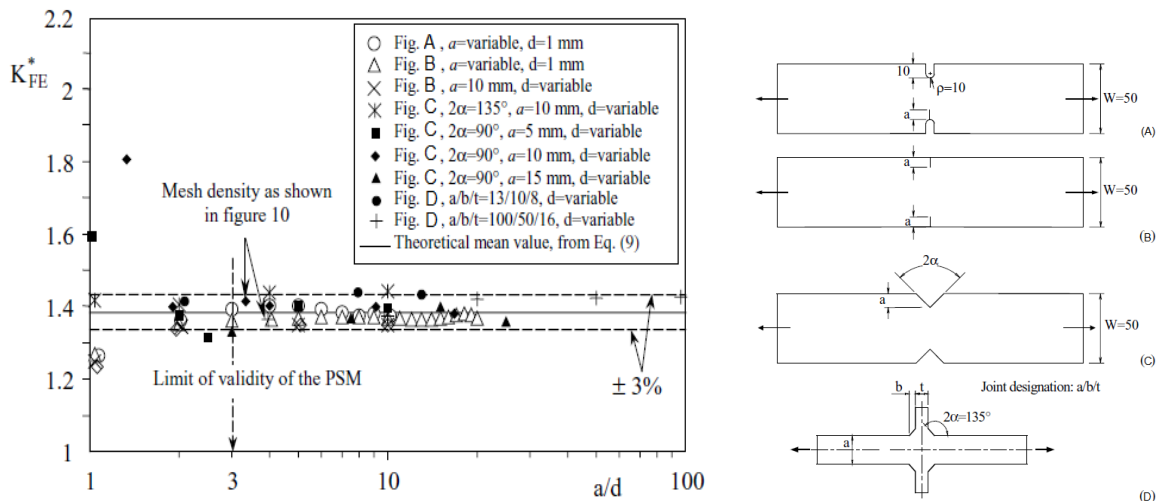 2.2
K*FE
2
1.8
1.6
1.4
1.2
1
1
3
10
a/d
100
Fig. A , a=variable, d=1 mm
Fig. B , a=variable, d=1 mm
Fig. B , a=10 mm, d=variable
Fig. C, 2α=135°, a=10 mm, d=variable
Fig. C, 2α=90°, a=5 mm, d=variable
Fig. C, 2α=90°, a=10 mm, d=variable
Fig. C, 2α=90°, a=15 mm, d=variable
Fig. D, a/b/t=13/10/8, d=variable
Fig. D, a/b/t=100/50/16, d=variable
Theoretical mean value, from Eq. (9)
Mesh density as shown
in figure 10
Limit of validity of the PSM
± 3%
10
ρ=10
a
W=50
(A)
a
a
W=50
(B)
2α
a
W=50
(C)
Joint designation: a/b/t
b
t
2α=135°
a
(D)